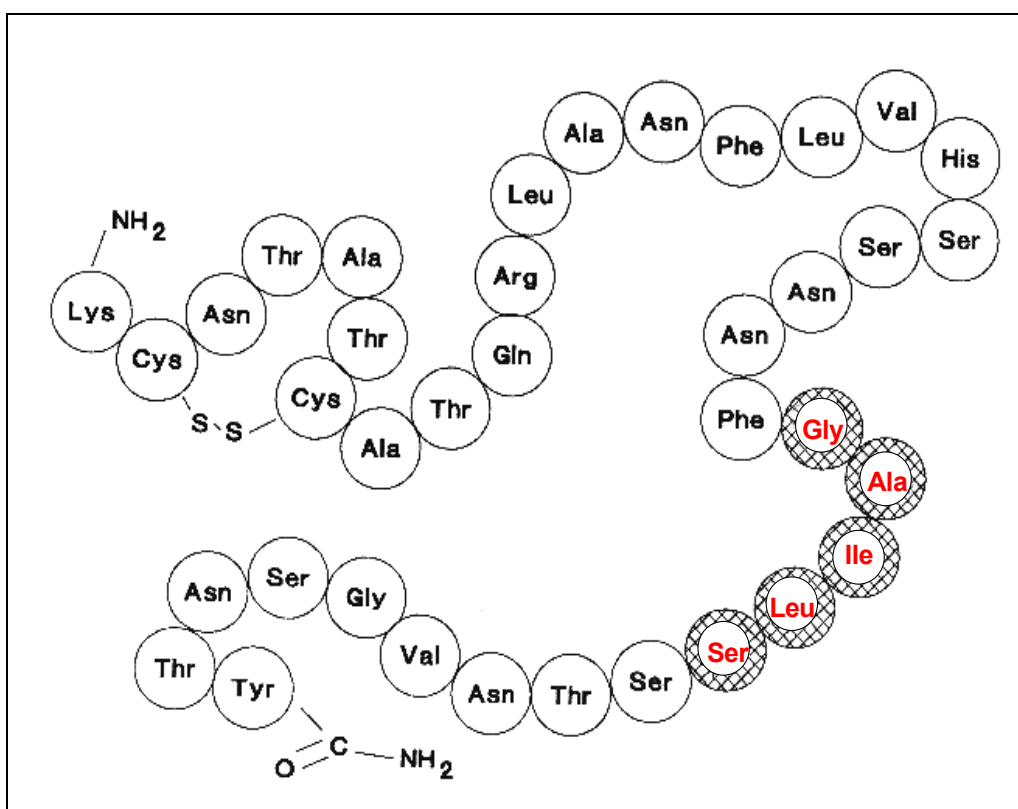 NH2
Lys
Cys
Asn
Thr
Ala
Thr
Cys
S
S
Ala
Thr
Gln
Arg
Leu
Ala
Asn
Phe
Leu
Val
His
Ser
Ser
Asn
Asn
Phe
Gly
Ala
Ile
Leu
Ser
Ser
Thr
Asn
Val
Gly
Ser
Asn
Thr
Tyr
C
O
NH2